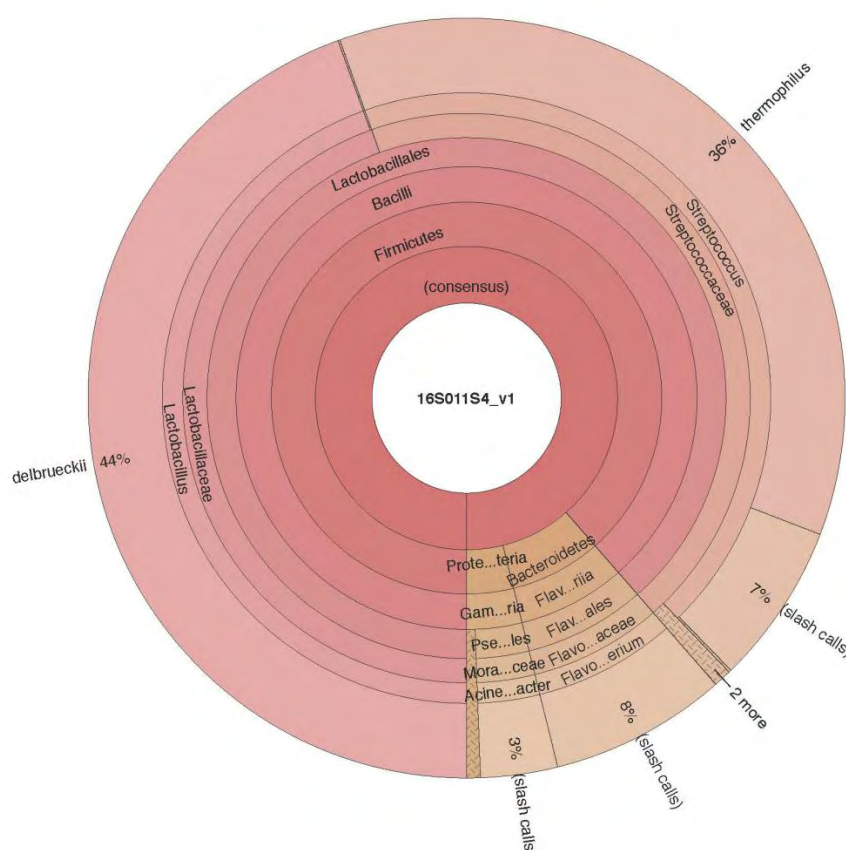 thermophilus
36%
Lactobacillales
Bacilli
Streptococcus
Streptococcaceae
Firmicutes
(consensus)
16S011S4_v1
Lactobacillaceae
Lactobacillus
delbrueckii 44%
Prote...teria
Bacteroidetes
Gam...ria
Flav...riia
Pse...les
Flav...ales
Mora...ceae
Flavo...aceae
Acine...acter
Flavo...erium
7% (slash calls)
2 more
8% (slash calls)
3% (slash calls